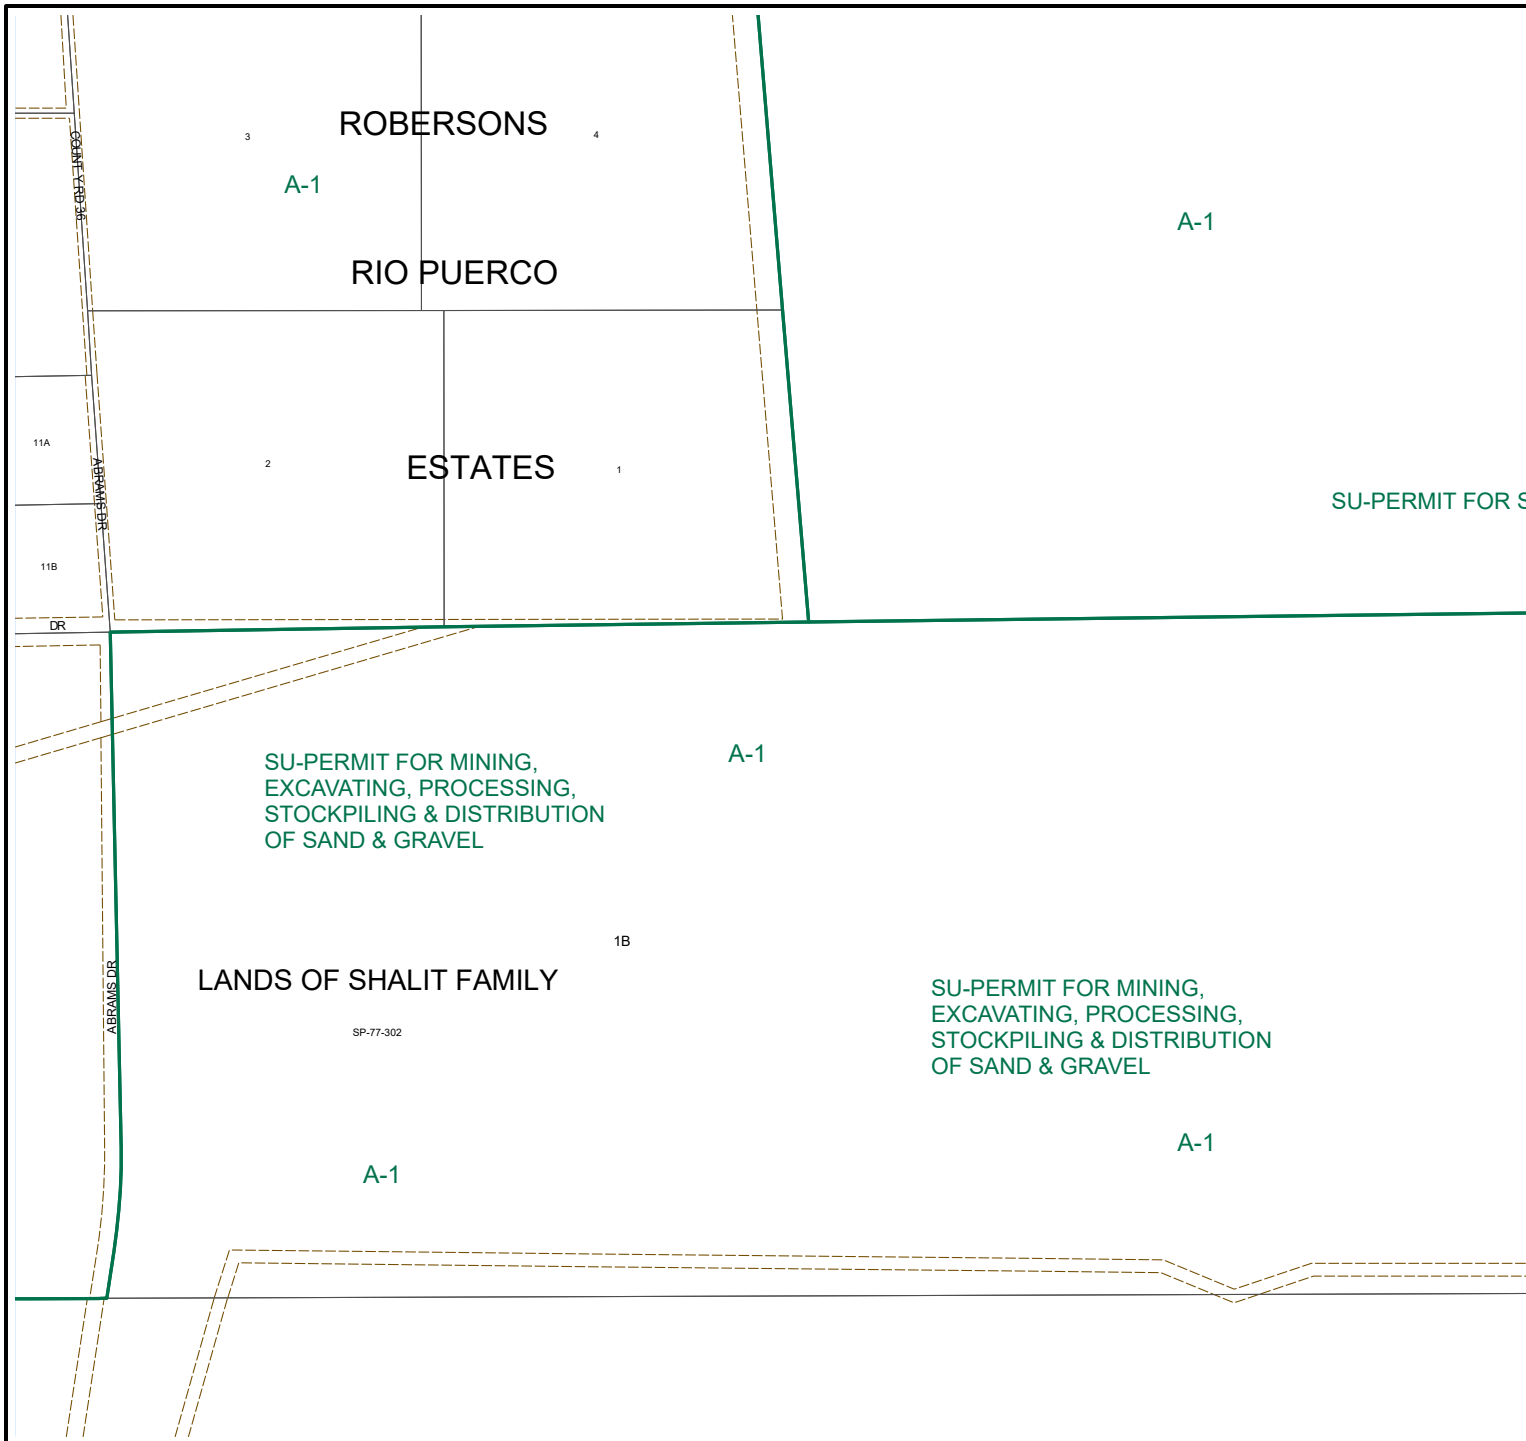 ROBERSONS
3
4
COUNTY RD 36
A-1
A-1
RIO PUERCO
11A
2
ESTATES
1
ABRAMS DR
SU-PERMIT FOR S
11B
DR
SU-PERMIT FOR MINING,
EXCAVATING, PROCESSING,
STOCKPILING & DISTRIBUTION
OF SAND & GRAVEL
A-1
1B
LANDS OF SHALIT FAMILY
ABRAMS DR
SP-77-302
SU-PERMIT FOR MINING,
EXCAVATING, PROCESSING,
STOCKPILING & DISTRIBUTION
OF SAND & GRAVEL
A-1
A-1